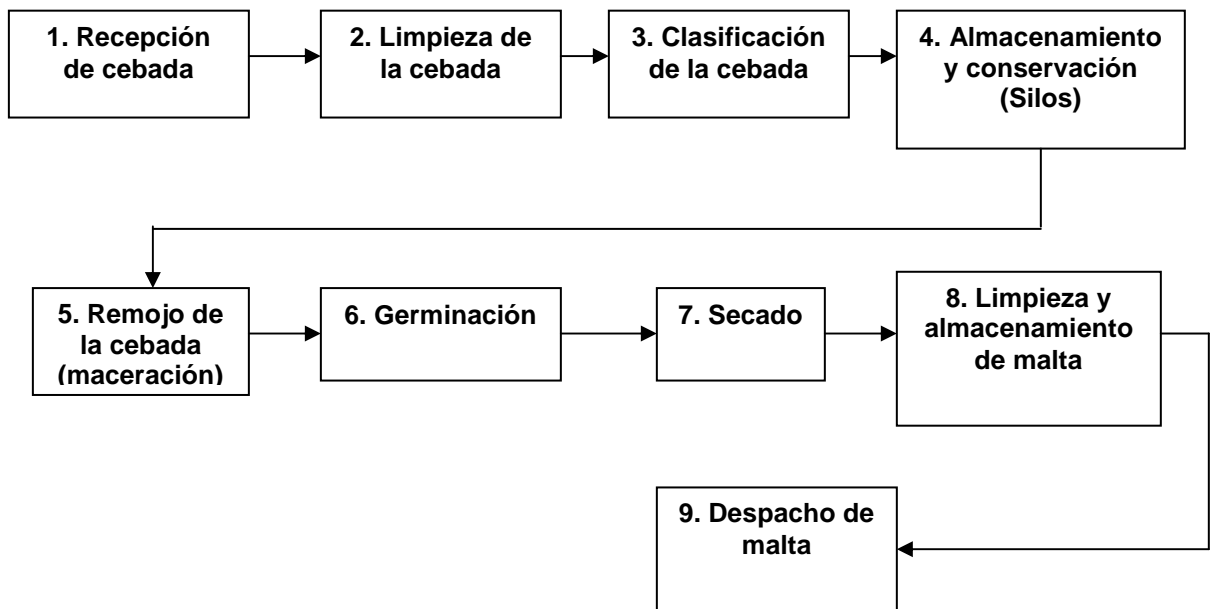 1. Recepción
de cebada
2. Limpieza de
la cebada
3. Clasificación
de la cebada
4. Almacenamiento
y conservación
(Silos)
5. Remojo de
la cebada
(maceración)
6. Germinación
7. Secado
8. Limpieza y
almacenamiento
de malta
9. Despacho de
malta